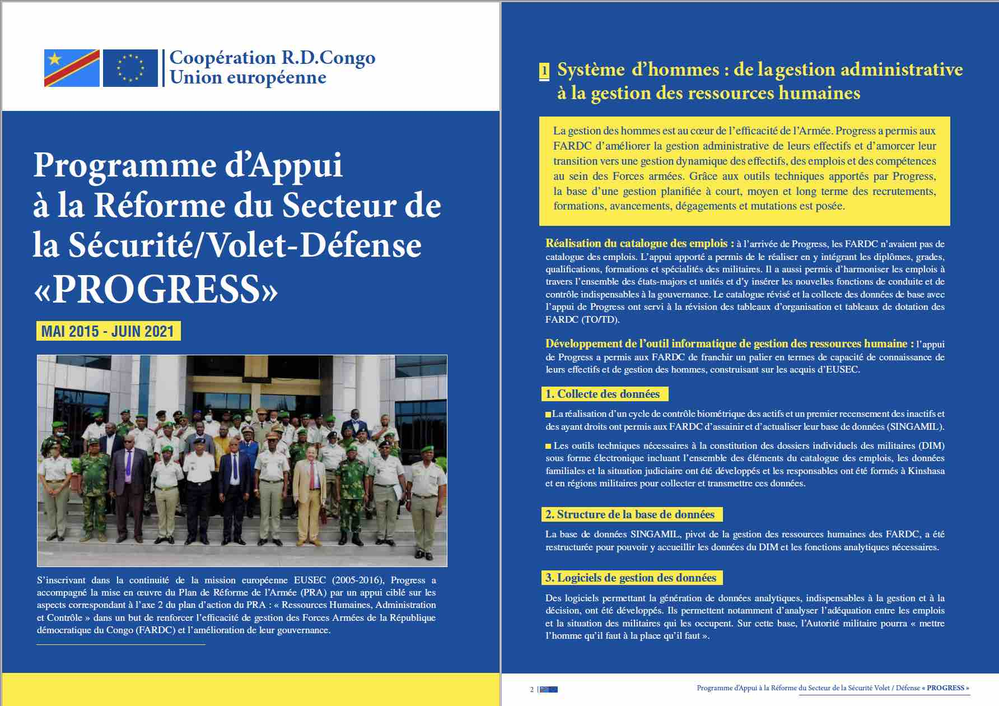 Coopération R.D.Congo
Union européenne
Programme d’Appui
à la Réforme du Secteur de
la Sécurité/Volet-Défense
«PROGRESS»
MAI 2015 - JUIN 2021
S’inscrivant dans la continuité de la mission européenne EUSEC (2005-2016), Progress a
accompagné la mise en œuvre du Plan de Réforme de l’Armée (PRA) par un appui ciblé sur les
aspects correspondant à l’axe 2 du plan d’action du PRA : « Ressources Humaines, Administration
et Contrôle » dans un but de renforcer l’efficacité de gestion des Forces Armées de la République
démocratique du Congo (FARDC) et l’amélioration de leur gouvernance.
1 Système d’hommes : de la gestion administrative
à la gestion des ressources humaines
La gestion des hommes est au cœur de l’efficacité de l’Armée. Progress a permis aux
FARDC d’améliorer la gestion administrative de leurs effectifs et d’amorcer leur
transition vers une gestion dynamique des effectifs, des emplois et des compétences
au sein des Forces armées. Grâce aux outils techniques apportés par Progress,
la base d’une gestion planifiée à court, moyen et long terme des recrutements,
formations, avancements, dégagements et mutations est posée.
Réalisation du catalogue des emplois : à l’arrivée de Progress, les FARDC n’avaient pas de
catalogue des emplois. L’appui apporté a permis de le réaliser en y intégrant les diplômes, grades,
qualifications, formations et spécialités des militaires. Il a aussi permis d’harmoniser les emplois à
travers l’ensemble des états-majors et unités et d’y insérer les nouvelles fonctions de conduite et de
contrôle indispensables à la gouvernance. Le catalogue révisé et la collecte des données de base avec
l’appui de Progress ont servi à la révision des tableaux d’organisation et tableaux de dotation des
FARDC (TO/TD).
Développement de l’outil informatique de gestion des ressources humaine : l’appui
de Progress a permis aux FARDC de franchir un palier en termes de capacité de connaissance de
leurs effectifs et de gestion des hommes, construisant sur les acquis d’EUSEC.
1. Collecte des données
La réalisation d’un cycle de contrôle biométrique des actifs et un premier recensement des inactifs et
des ayant droits ont permis aux FARDC d’assainir et d’actualiser leur base de données (SINGAMIL).
Les outils techniques nécessaires à la constitution des dossiers individuels des militaires (DIM)
sous forme électronique incluant l’ensemble des éléments du catalogue des emplois, les données
familiales et la situation judiciaire ont été développés et les responsables ont été formés à Kinshasa
et en régions militaires pour collecter et transmettre ces données.
2. Structure de la base de données
La base de données SINGAMIL, pivot de la gestion des ressources humaines des FARDC, a été
restructurée pour pouvoir y accueillir les données du DIM et les fonctions analytiques nécessaires.
3. Logiciels de gestion des données
Des logiciels permettant la génération de données analytiques, indispensables à la gestion et à la
décision, ont été développés. Ils permettent notamment d’analyser l’adéquation entre les emplois
et la situation des militaires qui les occupent. Sur cette base, l’Autorité militaire pourra « mettre
l’homme qu’il faut à la place qu’il faut ».
2
Programme d’Appui à la Réforme du Secteur de la Sécurité Volet / Défense « PROGRESS »